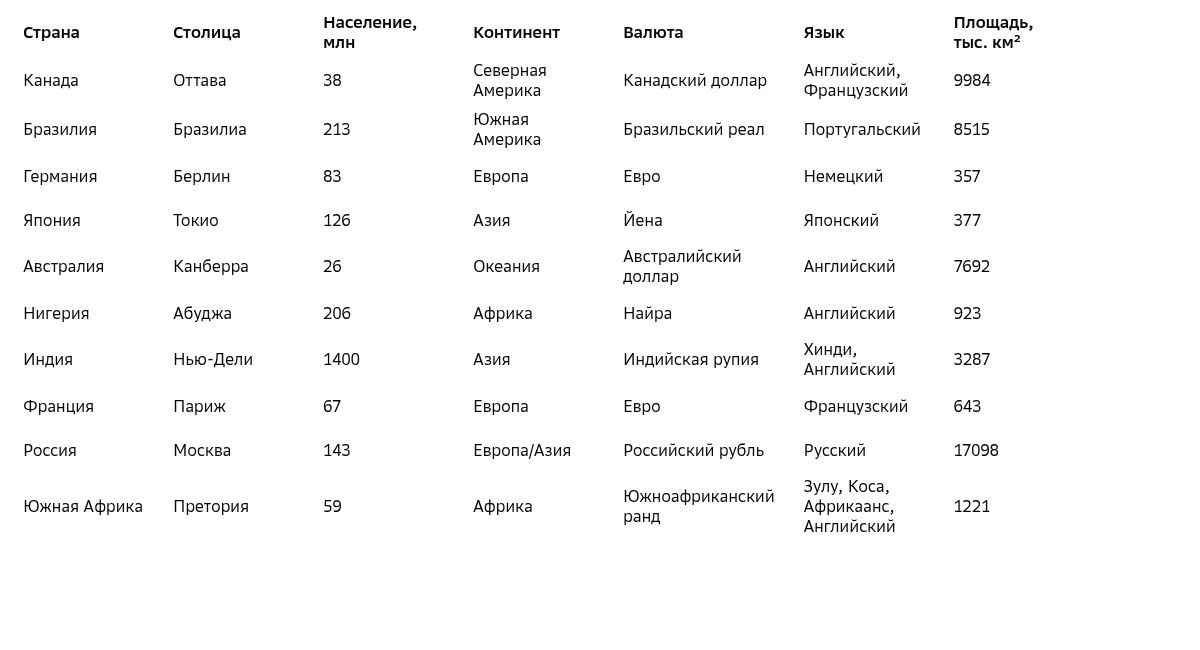 Страна Столица Население, млн Континент Валюта Язык Площадь, тыс. км²
Канада Оттава 38 Северная Америка Канадский доллар Английский, Французский 9984
Бразилия Бразилиа 213 Южная Америка Бразильский реал Португальский 8515
Германия Берлин 83 Европа Евро Немецкий 357
Япония Токио 126 Азия Йена Японский 377
Австралия Канберра 26 Океания Австралийский доллар Английский 7692
Нигерия Абуджа 206 Африка Найра Английский 923
Индия Нью-Дели 1400 Азия Индийская рупия Хинди, Английский 3287
Франция Париж 67 Европа Евро Французский 643
Россия Москва 143 Европа/Азия Российский рубль Русский 17098
Южная Африка Претория 59 Африка Южноафриканский ранд Зулу, Коса, Африкаанс, Английский 1221